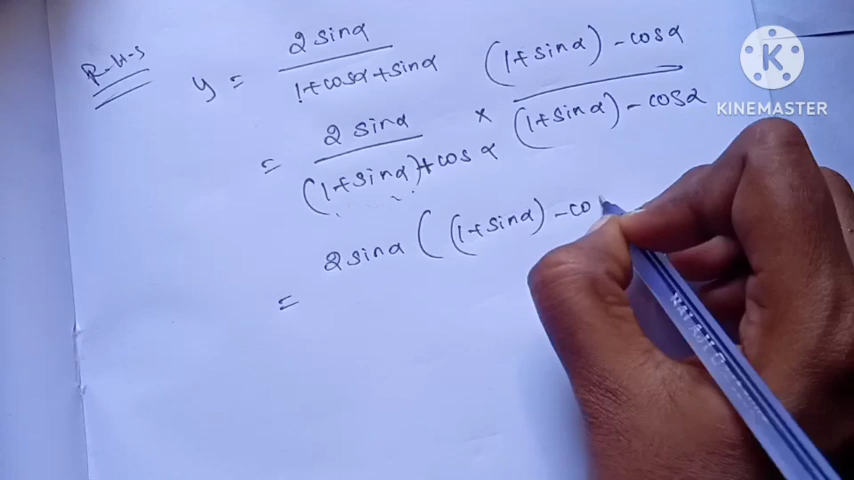 R.H.S
y = 2 sinα / 1+cosα+sinα
= 2 sinα / (1+sinα)+cosα × (1+sinα) - cosα / (1+sinα) - cosα
= 2 sinα ( (1+sinα) - co
KINEMASTER